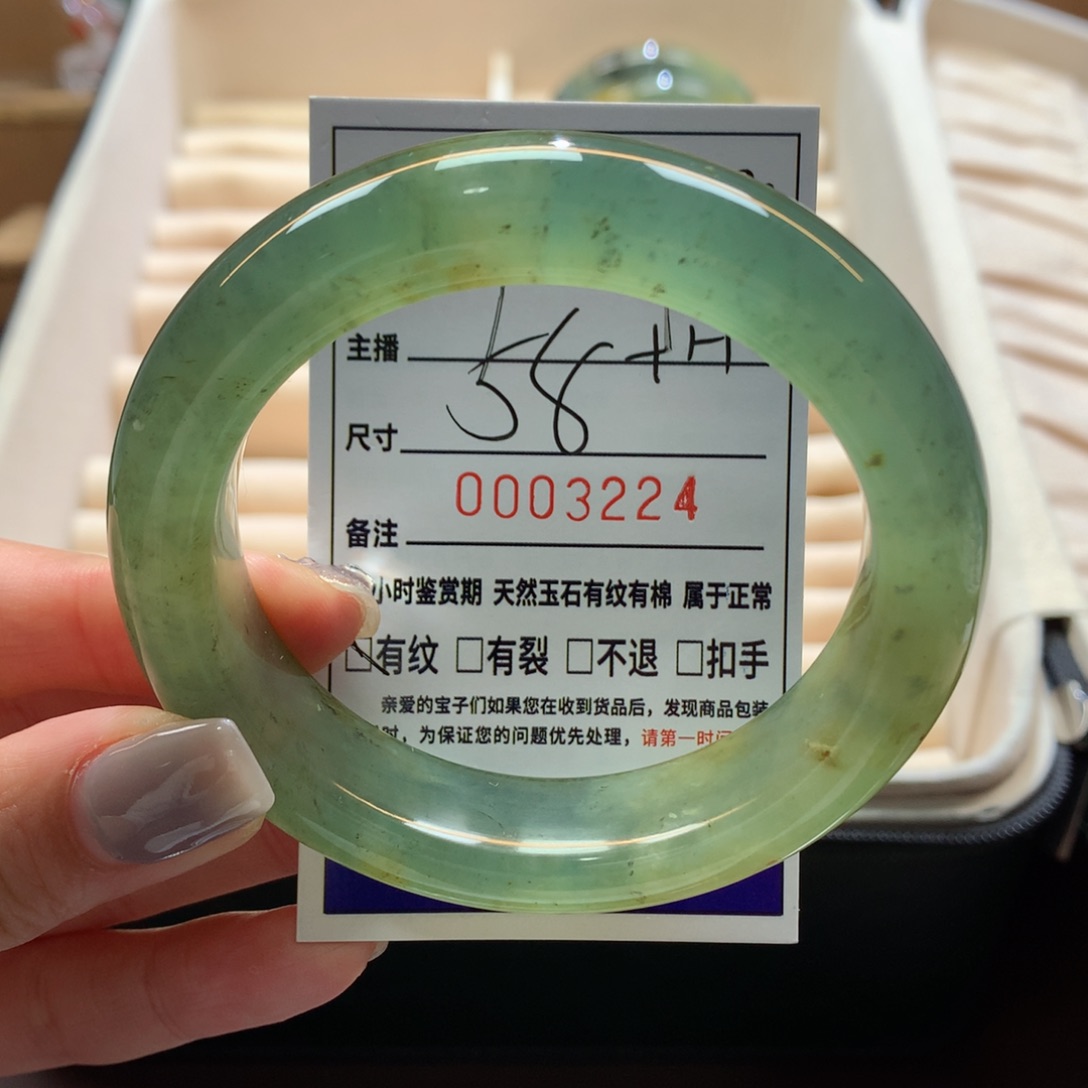 主播
58
尺寸
0003224
备注
小时鉴赏期 天然玉石有纹有棉 属于正常
□有纹 □有裂 □不退 □扣手
亲爱的宝子们如果您在收到货品后，发现商品包装
时，为保证您的问题优先处理，请第一时间